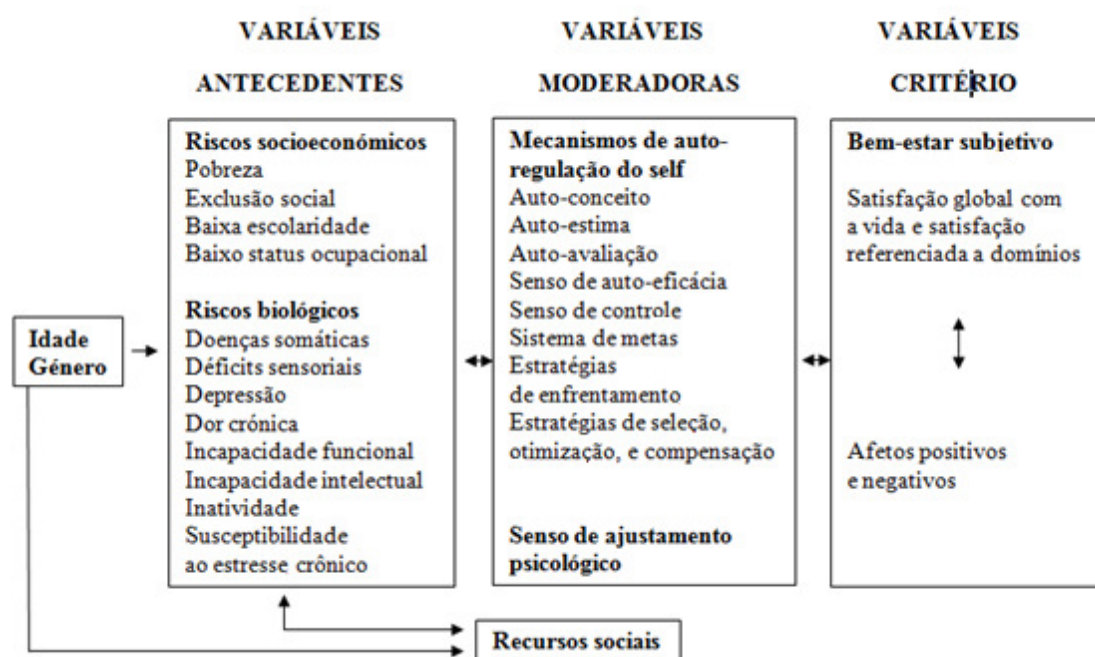 VARIÁVEIS
ANTECEDENTES
VARIÁVEIS
MODERADORAS
VARIÁVEIS
CRITÉRIO
Idade
Género
Riscos socioeconómicos
Pobreza
Exclusão social
Baixa escolaridade
Baixo status ocupacional
Riscos biológicos
Doenças somáticas
Déficits sensoriais
Depressão
Dor crónica
Incapacidade funcional
Incapacidade intelectual
Inatividade
Susceptibilidade
ao estresse crônico
Mecanismos de auto-
regulação do self
Auto-conceito
Auto-estima
Auto-avaliação
Senso de auto-eficácia
Senso de controle
Sistema de metas
Estratégias
de enfrentamento
Estratégias de seleção,
otimização, e compensação
Senso de ajustamento
psicológico
Bem-estar subjetivo
Satisfação global com
a vida e satisfação
referenciada a domínios
Afetos positivos
e negativos
Recursos sociais